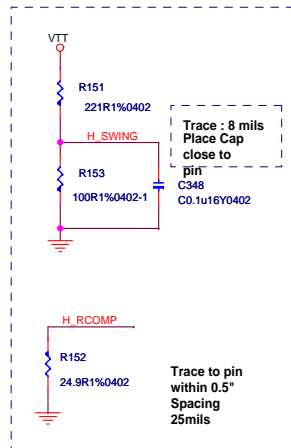 VTT
R151
221R1%0402
H_SWING
Trace : 8 mils
Place Cap
close to
pin
R153
100R1%0402-1
C348
C0.1u16Y0402
H_RCOMP
R152
24.9R1%0402
Trace to pin
within 0.5"
Spacing
25mils